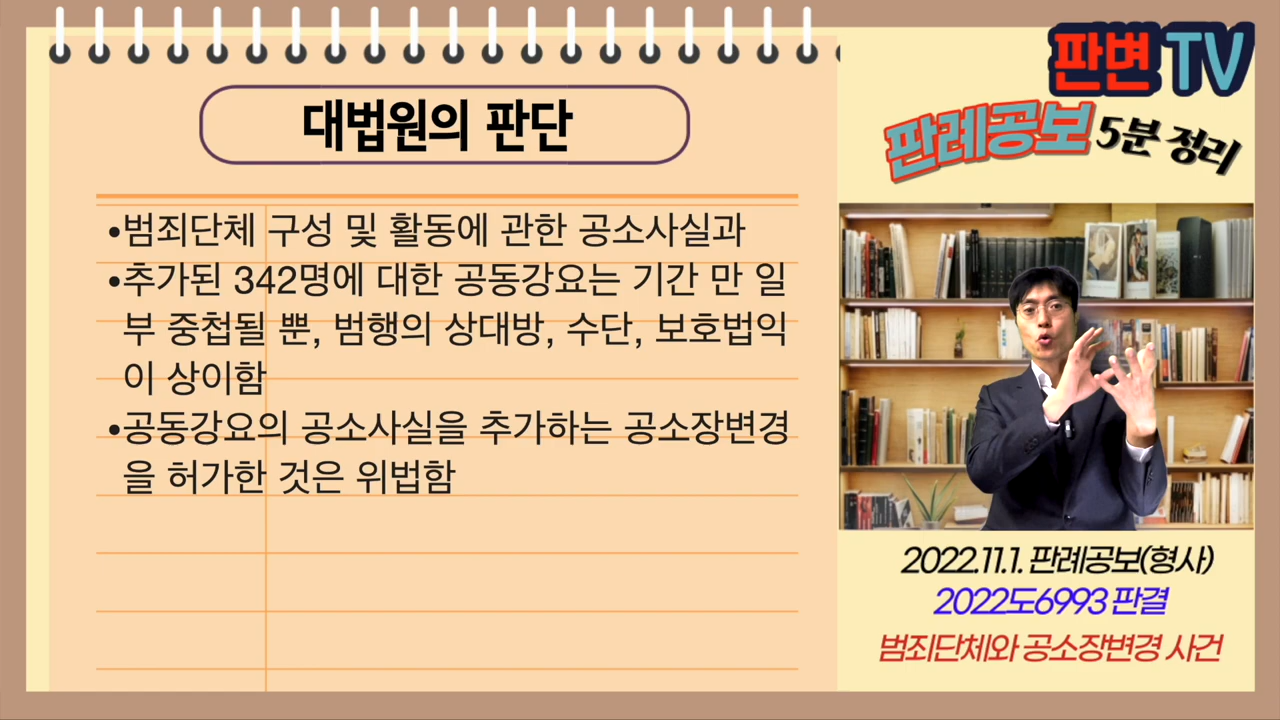 대법원의 판단
•범죄단체 구성 및 활동에 관한 공소사실과
•추가된 342명에 대한 공동강요는 기간 만 일
부 중첩될 뿐, 범행의 상대방, 수단, 보호법익
이 상이함
•공동강요의 공소사실을 추가하는 공소장변경
을 허가한 것은 위법함
판변 TV
판례공보 5분 정리
2022.11.1. 판례공보(형사)
2022도6993 판결
범죄단체와 공소장변경 사건